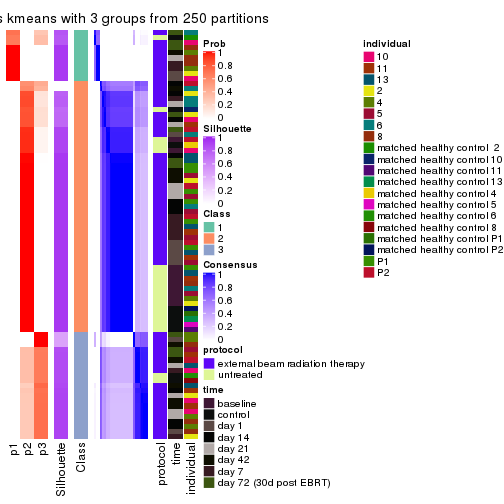 s kmeans with 3 groups from 250 partitions
Prob
1
0.8
0.6
0.4
0.2
0
Silhouette
1
0.8
0.6
0.4
0.2
0
Class
1
2
3
Consensus
1
0.8
0.6
0.4
0.2
0
protocol
external beam radiation therapy
untreated
time
baseline
control
day 1
day 14
day 21
day 42
day 7
day 72 (30d post EBRT)
individual
10
11
13
2
4
5
6
8
matched healthy control  2
matched healthy control 10
matched healthy control 11
matched healthy control 13
matched healthy control 4
matched healthy control 5
matched healthy control 6
matched healthy control 8
matched healthy control P1
matched healthy control P2
P1
P2
p1
p2
p3
Silhouette
Class
protocol
time
individual